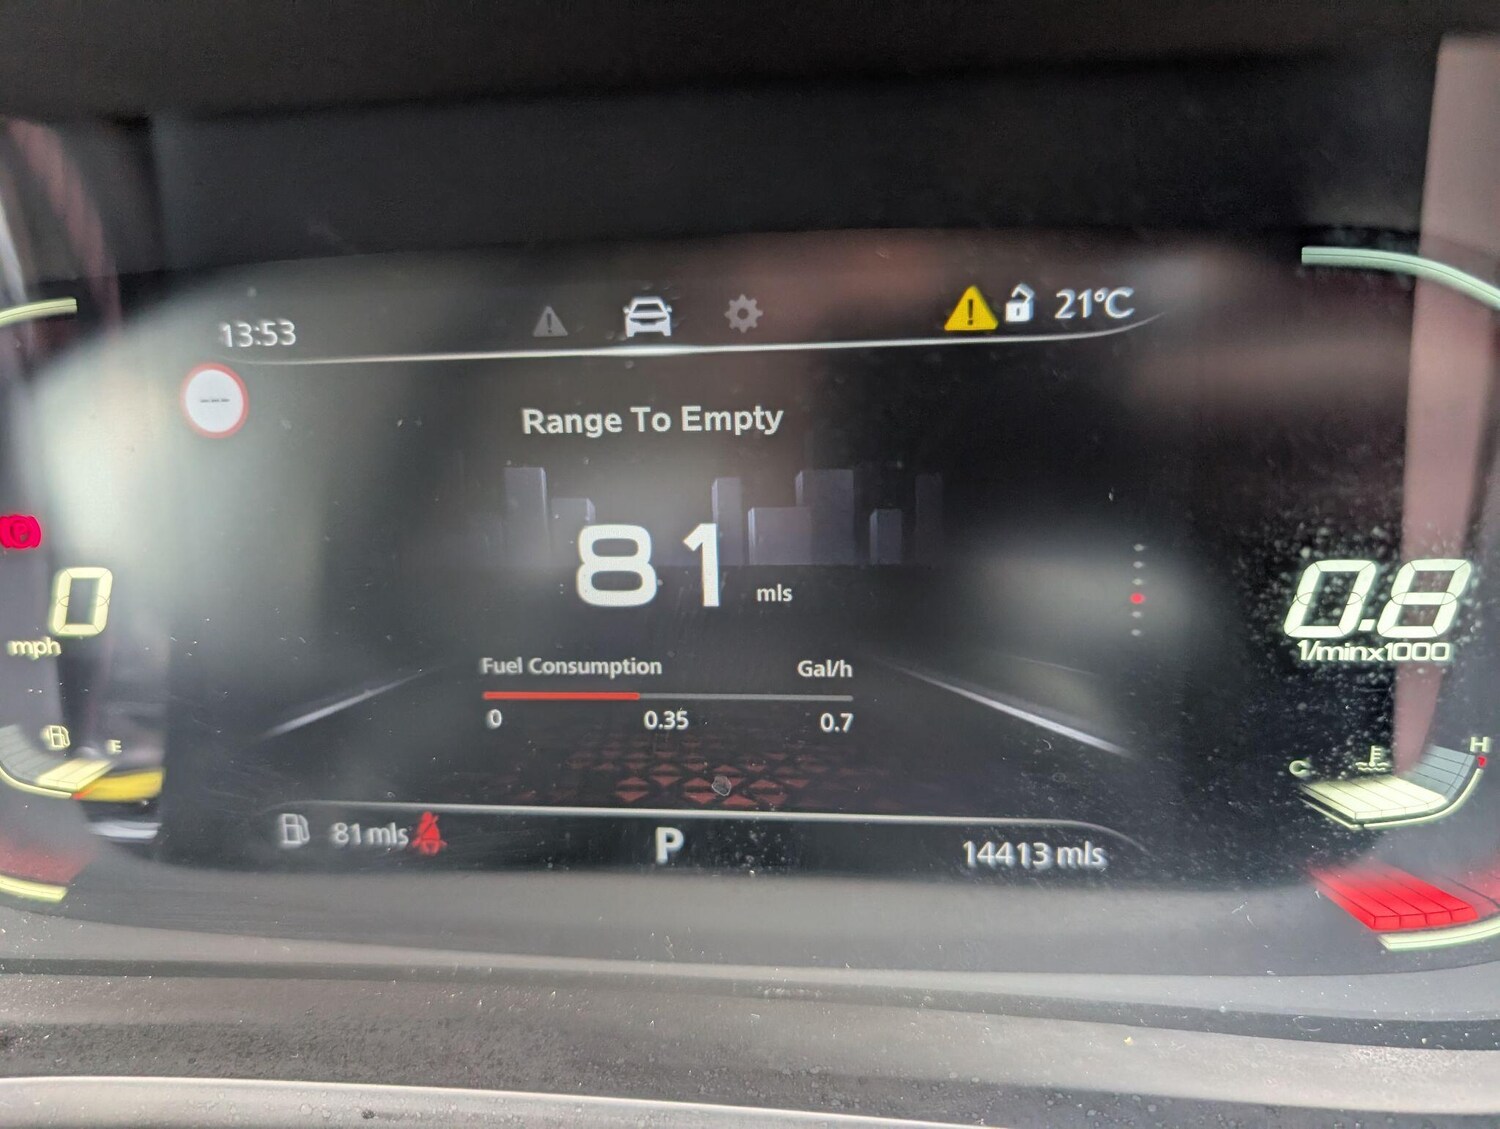 13:53
21°C
---
Range To Empty
81 mls
0
mph
0.8
1/minx1000
Fuel Consumption Gal/h
0 0.35 0.7
E
C
H
81 mls
P
14413 mls